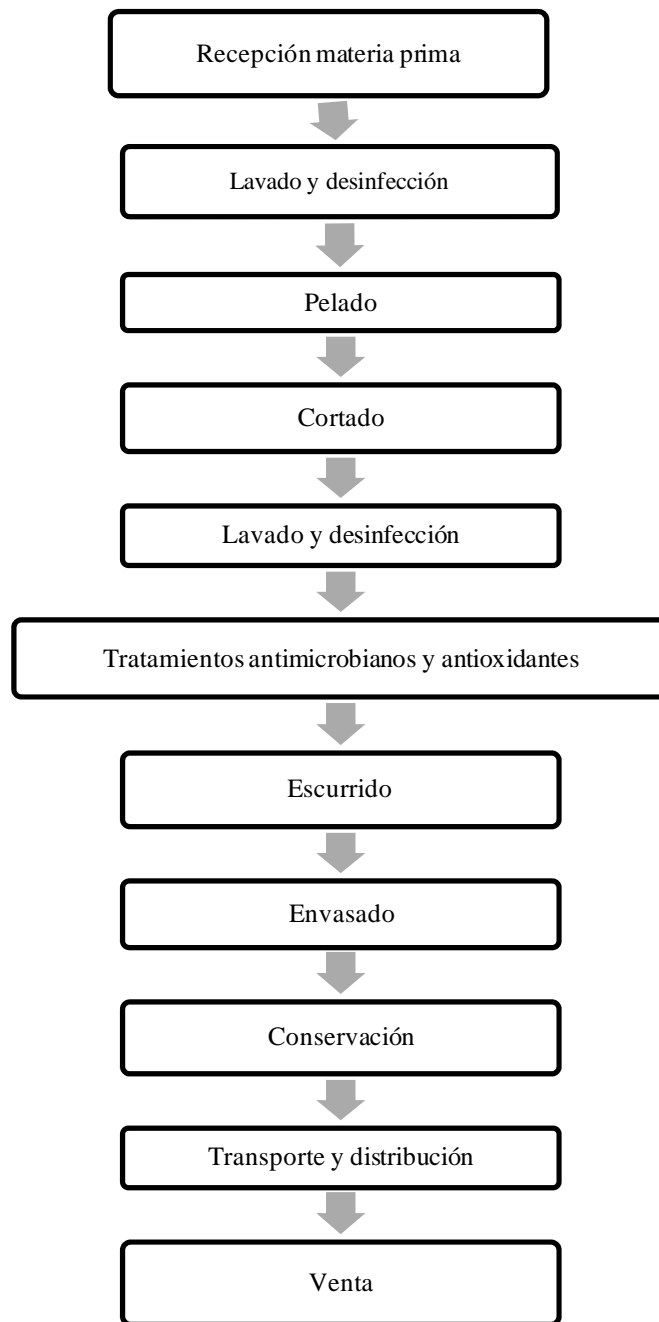 Recepción materia prima
Lavado y desinfección
Pelado
Cortado
Lavado y desinfección
Tratamientos antimicrobianos y antioxidantes
Escurrido
Envasado
Conservación
Transporte y distribución
Venta